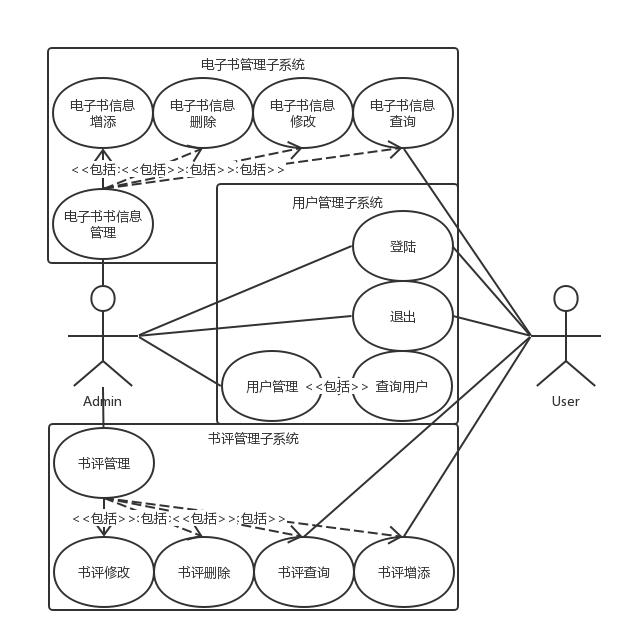 电子书管理子系统
电子书信息
增添
电子书信息
删除
电子书信息
修改
电子书信息
查询
<<包括>><<包括>><<包括>><<包括>>
电子书书信息
管理
用户管理子系统
登陆
退出
用户管理
<<包括>>
查询用户
Admin
User
书评管理子系统
书评管理
<<包括>><<包括>><<包括>><<包括>>
书评修改
书评删除
书评查询
书评增添